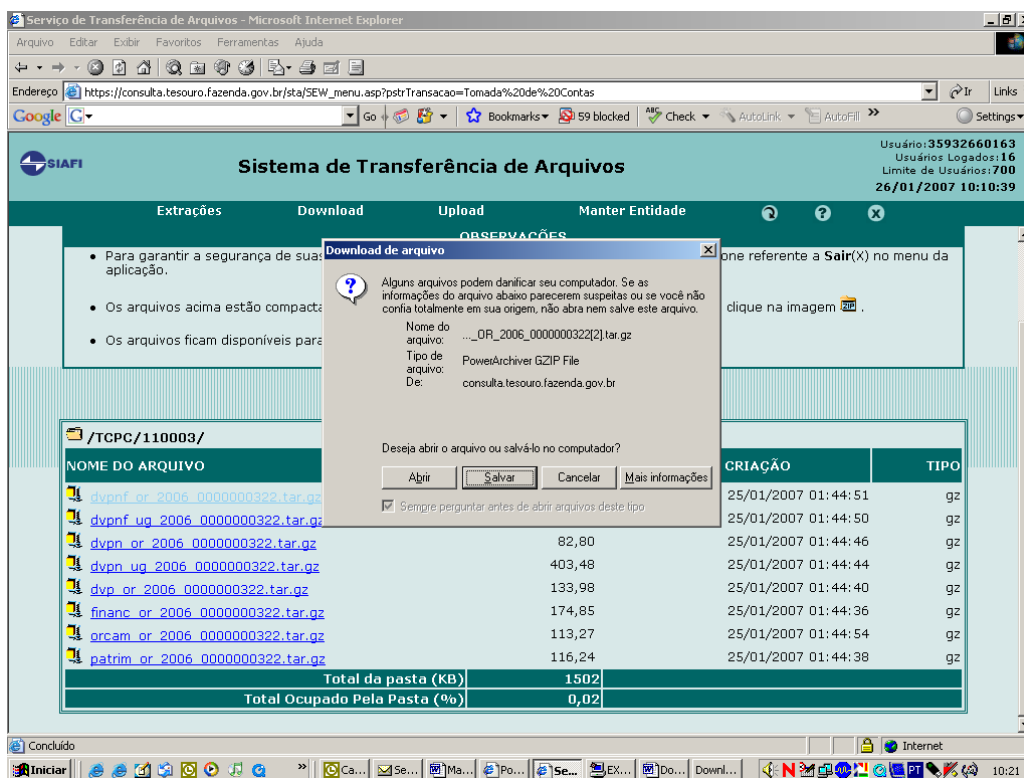 Serviço de Transferência de Arquivos - Microsoft Internet Explorer
Arquivo Editar Exibir Favoritos Ferramentas Ajuda
Endereço https://consulta.tesouro.fazenda.gov.br/sta/SEW_menu.asp?pstrTransacao=Tomada%20de%20Contas Ir Links
Google G Go Bookmarks 59 blocked ABC Check AutoLink AutoFill » Settings
SIAFI
Sistema de Transferência de Arquivos
Usuário:35932660163
Usuários Logados:16
Limite de Usuários:700
26/01/2007 10:10:39
Extrações Download Upload Manter Entidade ? X
OBSERVAÇÕES
Para garantir a segurança de suas
one referente a Sair(X) no menu da
aplicação.
Os arquivos acima estão compacta
clique na imagem ZIP .
Os arquivos ficam disponíveis para
Download de arquivo
Alguns arquivos podem danificar seu computador. Se as
informações do arquivo abaixo parecerem suspeitas ou se você não
confia totalmente em sua origem, não abra nem salve este arquivo.
Nome do arquivo: ..._OR_2006_0000000322[2].tar.gz
Tipo de arquivo: PowerArchiver GZIP File
De: consulta.tesouro.fazenda.gov.br
Deseja abrir o arquivo ou salvá-lo no computador?
Abrir Salvar Cancelar Mais informações
Sempre perguntar antes de abrir arquivos deste tipo
/TCPC/110003/
NOME DO ARQUIVO CRIAÇÃO TIPO
dvpnf_or_2006_0000000322.tar.gz 25/01/2007 01:44:51 gz
dvpnf_ug_2006_0000000322.tar.gz 25/01/2007 01:44:50 gz
dvpn_or_2006_0000000322.tar.gz 82,80 25/01/2007 01:44:46 gz
dvpn_ug_2006_0000000322.tar.gz 403,48 25/01/2007 01:44:44 gz
dvp_or_2006_0000000322.tar.gz 133,98 25/01/2007 01:44:40 gz
financ_or_2006_0000000322.tar.gz 174,85 25/01/2007 01:44:36 gz
orcam_or_2006_0000000322.tar.gz 113,27 25/01/2007 01:44:54 gz
patrim_or_2006_0000000322.tar.gz 116,24 25/01/2007 01:44:38 gz
Total da pasta (KB) 1502
Total Ocupado Pela Pasta (%) 0,02
Concluído Internet
Iniciar » Ca... Se... Ma... Po... Se... EX... Do... Downl... PT 10:21